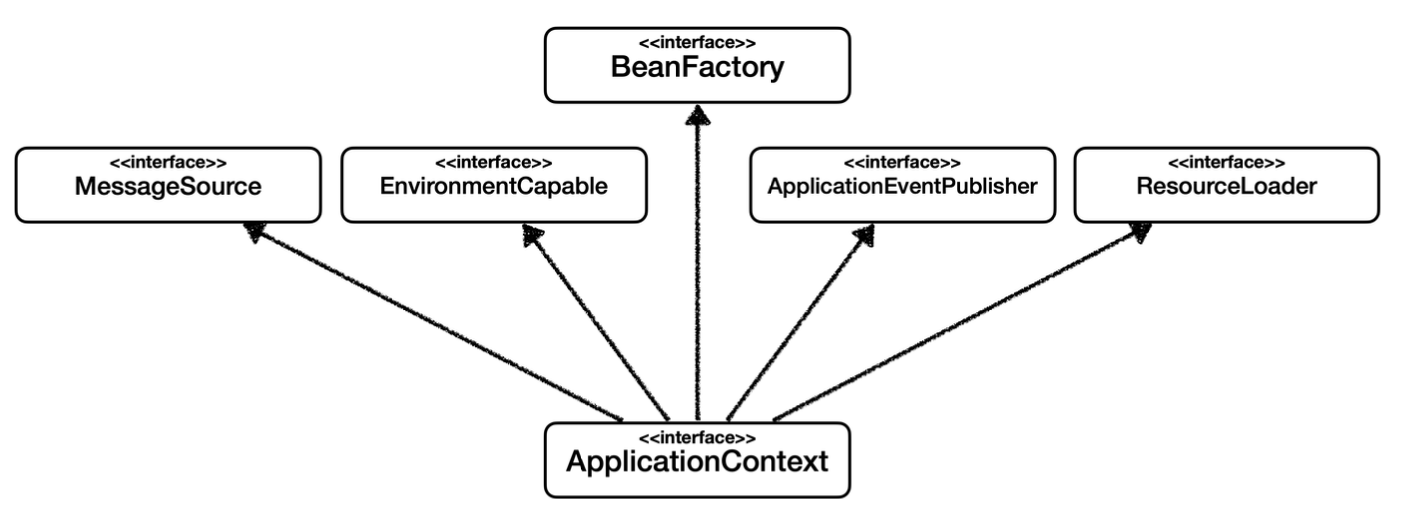 <<interface>>
BeanFactory
<<interface>>
MessageSource
<<interface>>
EnvironmentCapable
<<interface>>
ApplicationEventPublisher
<<interface>>
ResourceLoader
<<interface>>
ApplicationContext